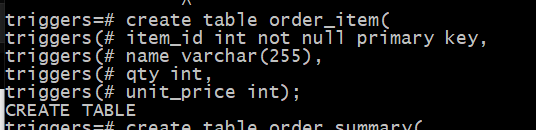 triggers=# create table order_item(
triggers(# item_id int not null primary key,
triggers(# name varchar(255),
triggers(# qty int,
triggers(# unit_price int);
CREATE TABLE
triggers=# create table order_summary(